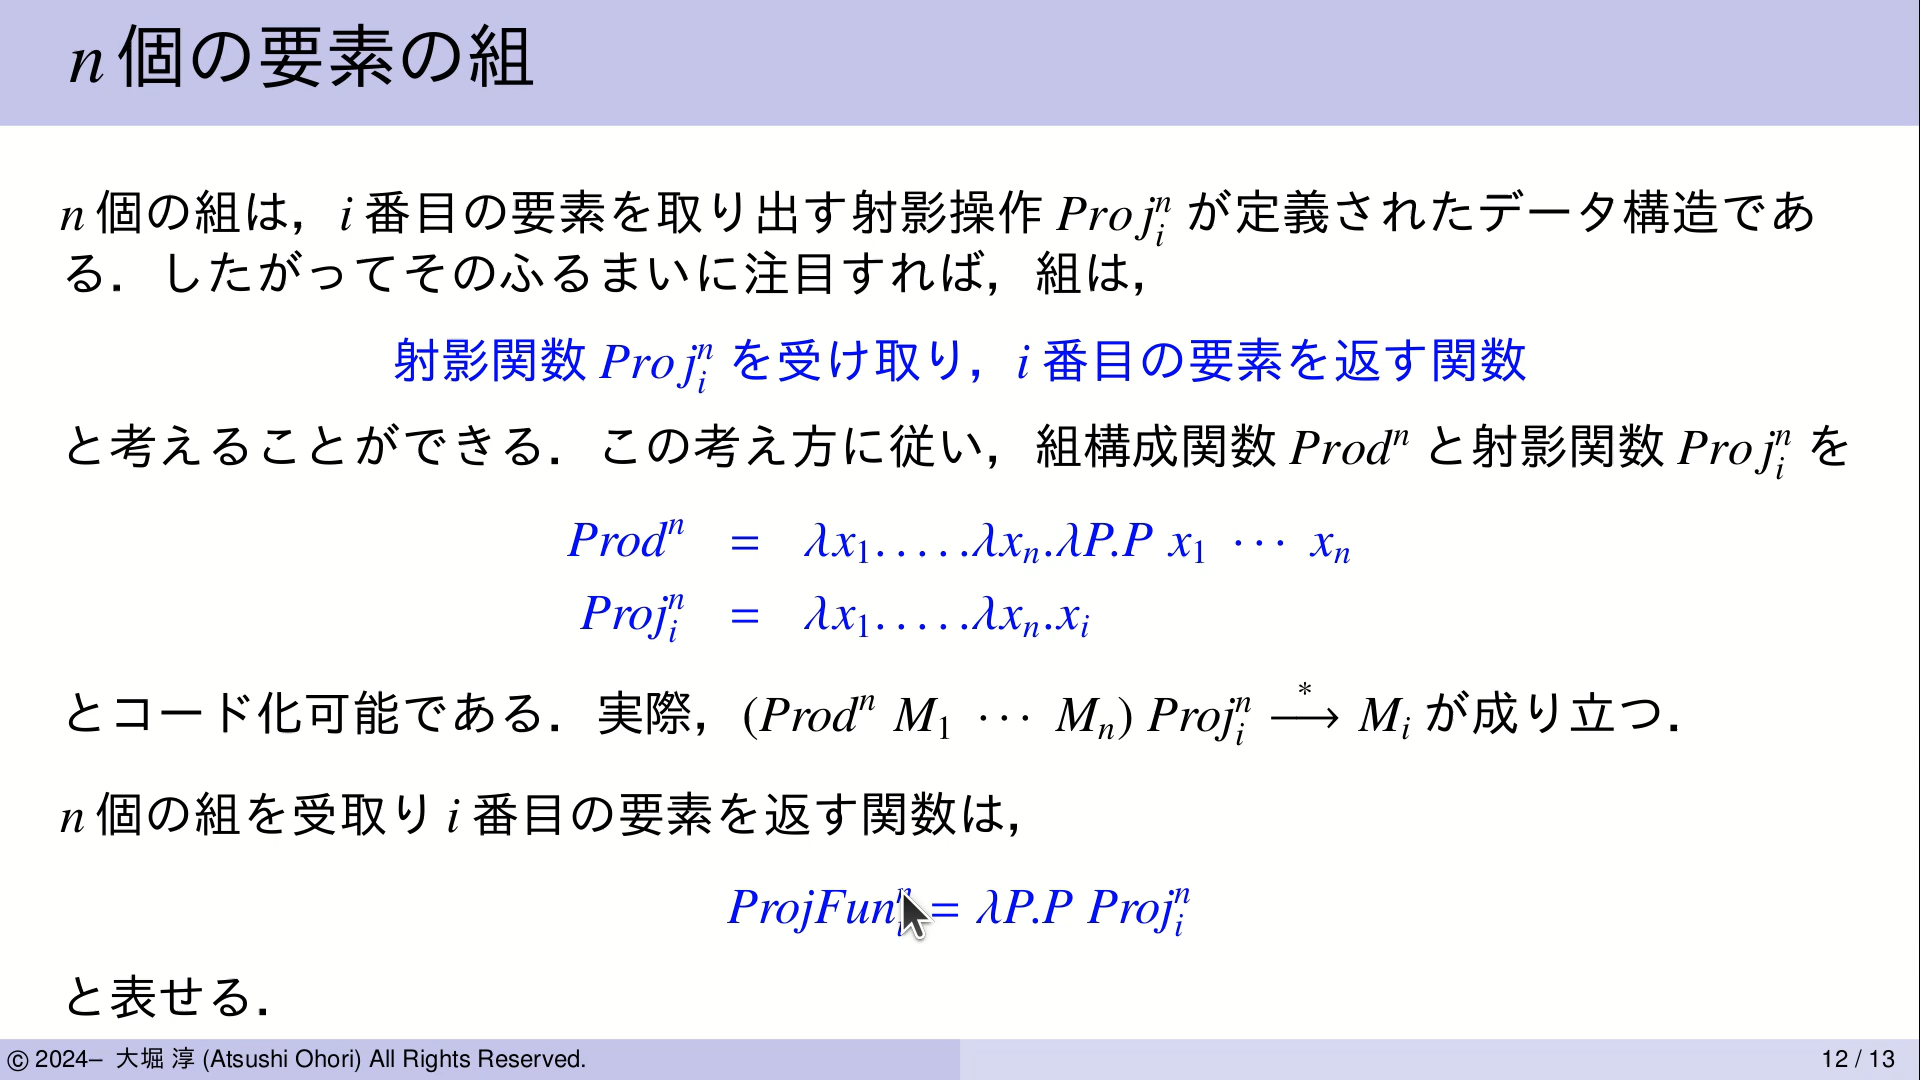 n 個の要素の組
n 個の組は，i 番目の要素を取り出す射影操作 Proj_i^n が定義されたデータ構造であ
る．したがってそのふるまいに注目すれば，組は，
射影関数 Proj_i^n を受け取り，i 番目の要素を返す関数
と考えることができる．この考え方に従い，組構成関数 Prod^n と射影関数 Proj_i^n を
Prod^n = λx_1.....λx_n.λP.P x_1 ··· x_n
Proj_i^n = λx_1.....λx_n.x_i
とコード化可能である．実際，(Prod^n M_1 ··· M_n) Proj_i^n ⟶^* M_i が成り立つ．
n 個の組を受取り i 番目の要素を返す関数は，
ProjFun_i^n = λP.P Proj_i^n
と表せる．
© 2024– 大堀 淳 (Atsushi Ohori) All Rights Reserved.
12 / 13